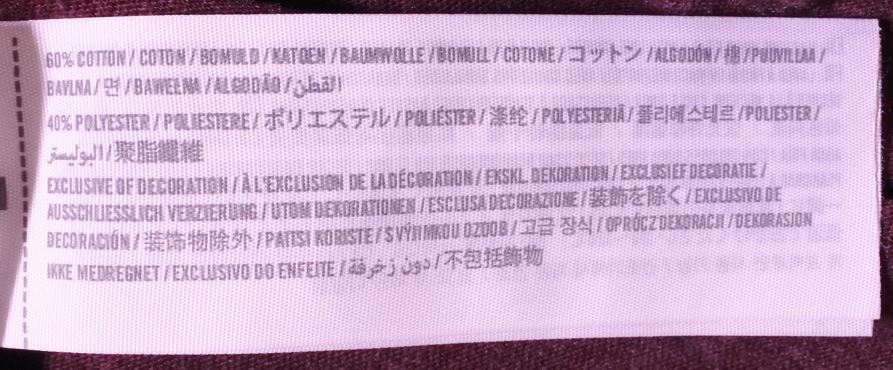 60% COTTON / COTON / BOMULD / KATOEN / BAUMWOLLE / BOMULL / COTONE / コットン / ALGODÓN / 棉 / PUUVILLAA /
BAVLNA / 면 / BAWEŁNA / ALGODÃO / القطن
40% POLYESTER / POLIESTERE / ポリエステル / POLIÉSTER / 涤纶 / POLYESTERIÄ / 폴리에스테르 / POLIESTER /
البوليستر / 聚脂纖維
EXCLUSIVE OF DECORATION / À L'EXCLUSION DE LA DÉCORATION / EKSKL. DEKORATION / EXCLUSIEF DECORATIE /
AUSSCHLIESSLICH VERZIERUNG / UTOM DEKORATIONEN / ESCLUSA DECORAZIONE / 装飾を除く / EXCLUSIVO DE
DECORACIÓN / 装饰物除外 / PAITSI KORISTE / S VÝJIMKOU OZDOB / 고급 장식 / OPRÓCZ DEKORACJI / DEKORASJON
IKKE MEDREGNET / EXCLUSIVO DO ENFEITE / دون زخرفة / 不包括飾物